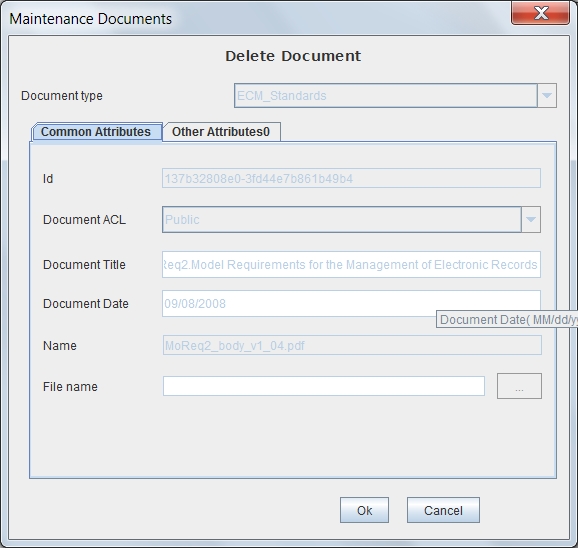 Maintenance Documents
Delete Document
Document type
ECM_Standards
Common Attributes
Other Attributes0
Id
137b32808e0-3fd44e7b861b49b4
Document ACL
Public
Document Title
Req2.Model Requirements for the Management of Electronic Records
Document Date
09/08/2008
Document Date( MM/dd/yy
Name
MoReq2_body_v1_04.pdf
File name
...
Ok
Cancel